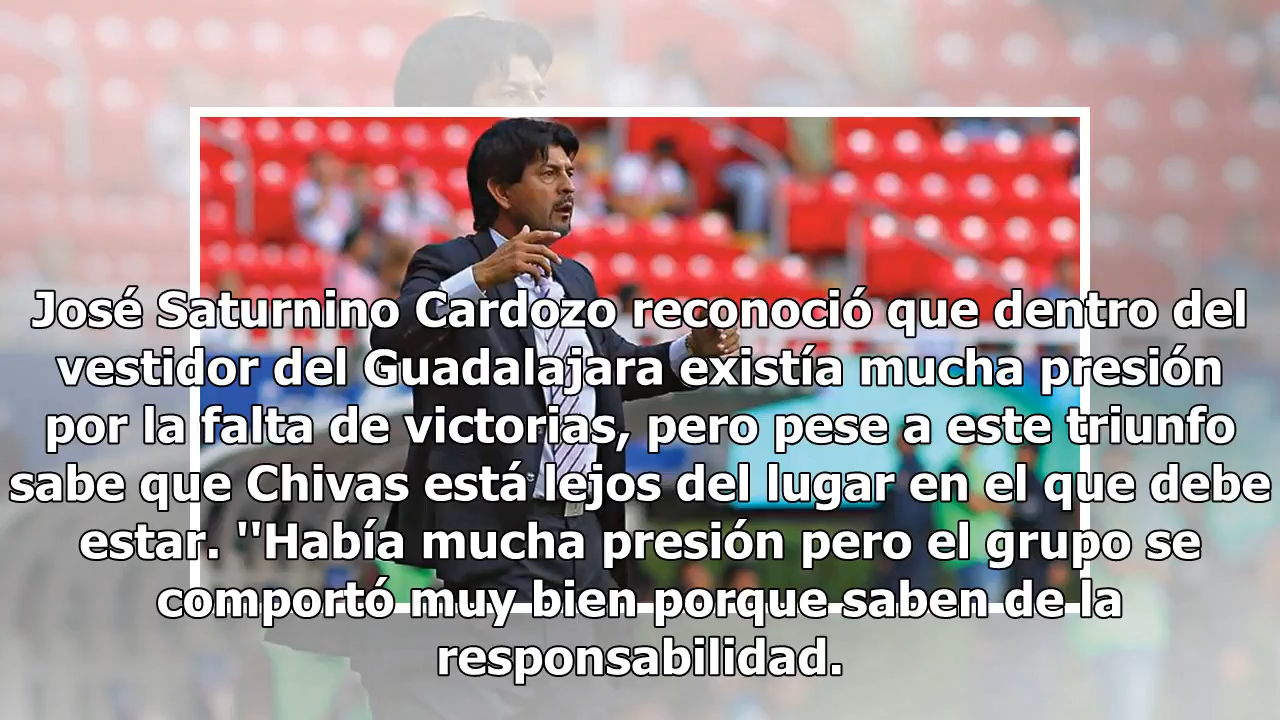 José Saturnino Cardozo reconoció que dentro del
vestidor del Guadalajara existía mucha presión
por la falta de victorias, pero pese a este triunfo
sabe que Chivas está lejos del lugar en el que debe
estar. ''Había mucha presión pero el grupo se
comportó muy bien porque saben de la
responsabilidad.